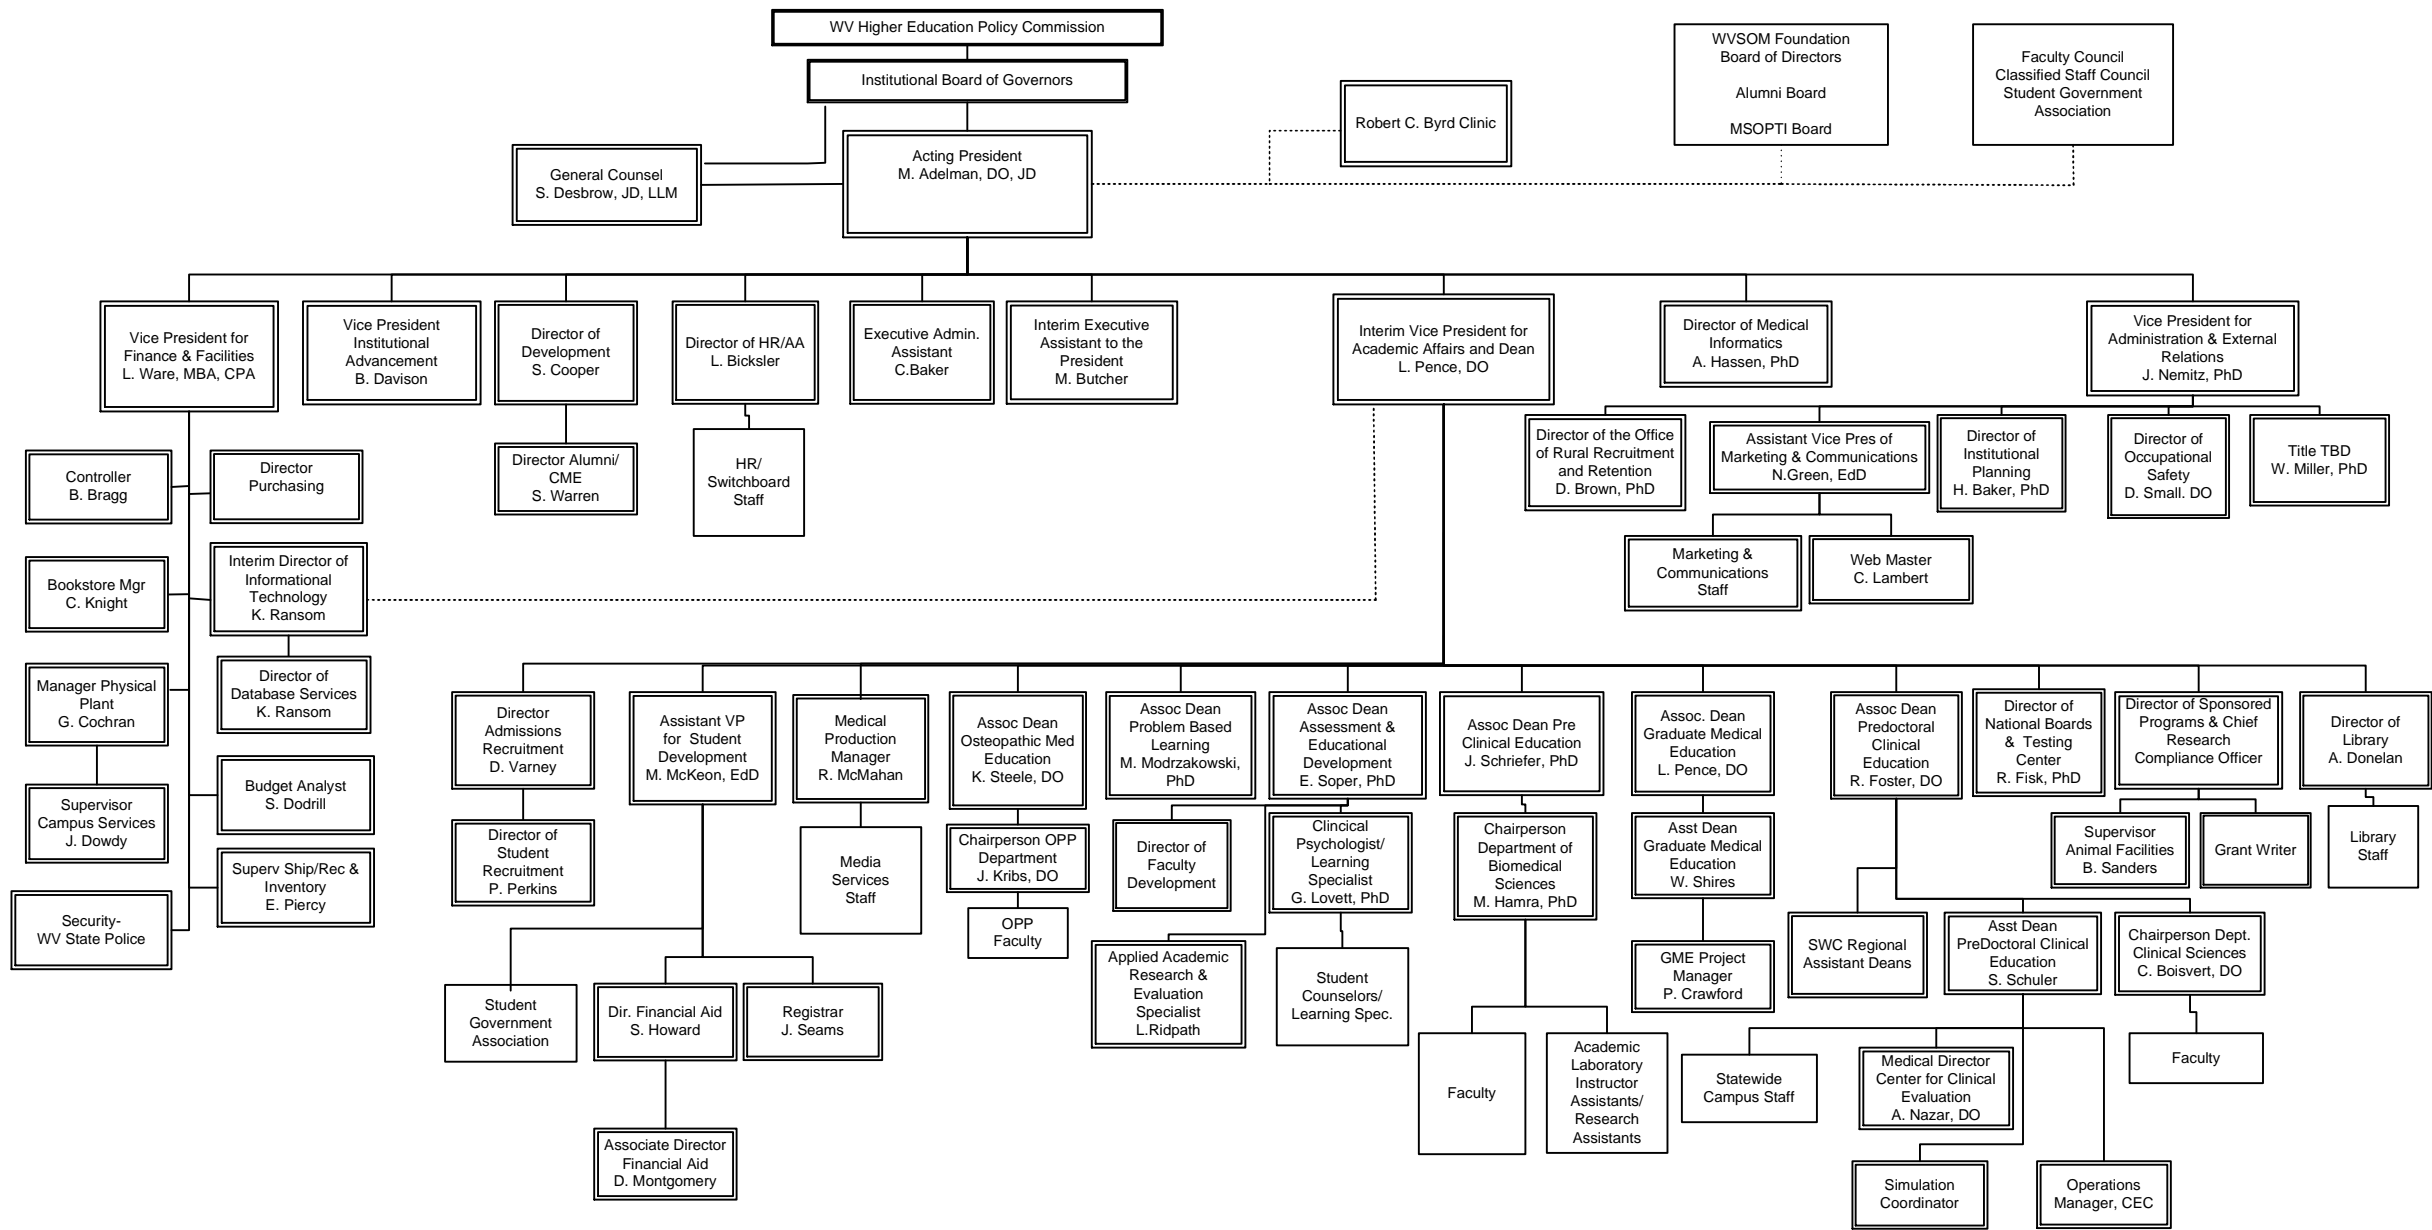 WV Higher Education Policy Commission
Institutional Board of Governors
General Counsel
S. Desbrow, JD, LLM
Acting President
M. Adelman, DO, JD
Robert C. Byrd Clinic
WVSOM Foundation
Board of Directors
Alumni Board
MSOPTI Board
Faculty Council
Classified Staff Council
Student Government
Association
Vice President for
Finance & Facilities
L. Ware, MBA, CPA
Vice President
Institutional
Advancement
B. Davison
Director of
Development
S. Cooper
Director of HR/AA
L. Bicksler
Executive Admin.
Assistant
C.Baker
Interim Executive
Assistant to the
President
M. Butcher
Interim Vice President for
Academic Affairs and Dean
L. Pence, DO
Director of Medical
Informatics
A. Hassen, PhD
Vice President for
Administration & External
Relations
J. Nemitz, PhD
Controller
B. Bragg
Director
Purchasing
Director Alumni/
CME
S. Warren
HR/
Switchboard
Staff
Director of the Office
of Rural Recruitment
and Retention
D. Brown, PhD
Assistant Vice Pres of
Marketing & Communications
N.Green, EdD
Director of
Institutional
Planning
H. Baker, PhD
Director of
Occupational
Safety
D. Small. DO
Title TBD
W. Miller, PhD
Marketing &
Communications
Staff
Web Master
C. Lambert
Bookstore Mgr
C. Knight
Interim Director of
Informational
Technology
K. Ransom
Manager Physical
Plant
G. Cochran
Director of
Database Services
K. Ransom
Supervisor
Campus Services
J. Dowdy
Budget Analyst
S. Dodrill
Superv Ship/Rec &
Inventory
E. Piercy
Security-
WV State Police
Director
Admissions
Recruitment
D. Varney
Assistant VP
for Student
Development
M. McKeon, EdD
Medical
Production
Manager
R. McMahan
Assoc Dean
Osteopathic Med
Education
K. Steele, DO
Assoc Dean
Problem Based
Learning
M. Modrzakowski,
PhD
Assoc Dean
Assessment &
Educational
Development
E. Soper, PhD
Assoc Dean Pre
Clinical Education
J. Schriefer, PhD
Assoc. Dean
Graduate Medical
Education
L. Pence, DO
Assoc Dean
Predoctoral
Clinical
Education
R. Foster, DO
Director of
National Boards
& Testing
Center
R. Fisk, PhD
Director of Sponsored
Programs & Chief
Research
Compliance Officer
Director of
Library
A. Donelan
Director of
Student
Recruitment
P. Perkins
Media
Services
Staff
Chairperson OPP
Department
J. Kribs, DO
OPP
Faculty
Director of
Faculty
Development
Clincical
Psychologist/
Learning
Specialist
G. Lovett, PhD
Chairperson
Department of
Biomedical
Sciences
M. Hamra, PhD
Asst Dean
Graduate Medical
Education
W. Shires
Supervisor
Animal Facilities
B. Sanders
Grant Writer
Library
Staff
Student
Government
Association
Dir. Financial Aid
S. Howard
Registrar
J. Seams
Applied Academic
Research &
Evaluation
Specialist
L.Ridpath
Student
Counselors/
Learning Spec.
GME Project
Manager
P. Crawford
SWC Regional
Assistant Deans
Asst Dean
PreDoctoral Clinical
Education
S. Schuler
Chairperson Dept.
Clinical Sciences
C. Boisvert, DO
Associate Director
Financial Aid
D. Montgomery
Faculty
Academic
Laboratory
Instructor
Assistants/
Research
Assistants
Statewide
Campus Staff
Medical Director
Center for Clinical
Evaluation
A. Nazar, DO
Faculty
Simulation
Coordinator
Operations
Manager, CEC